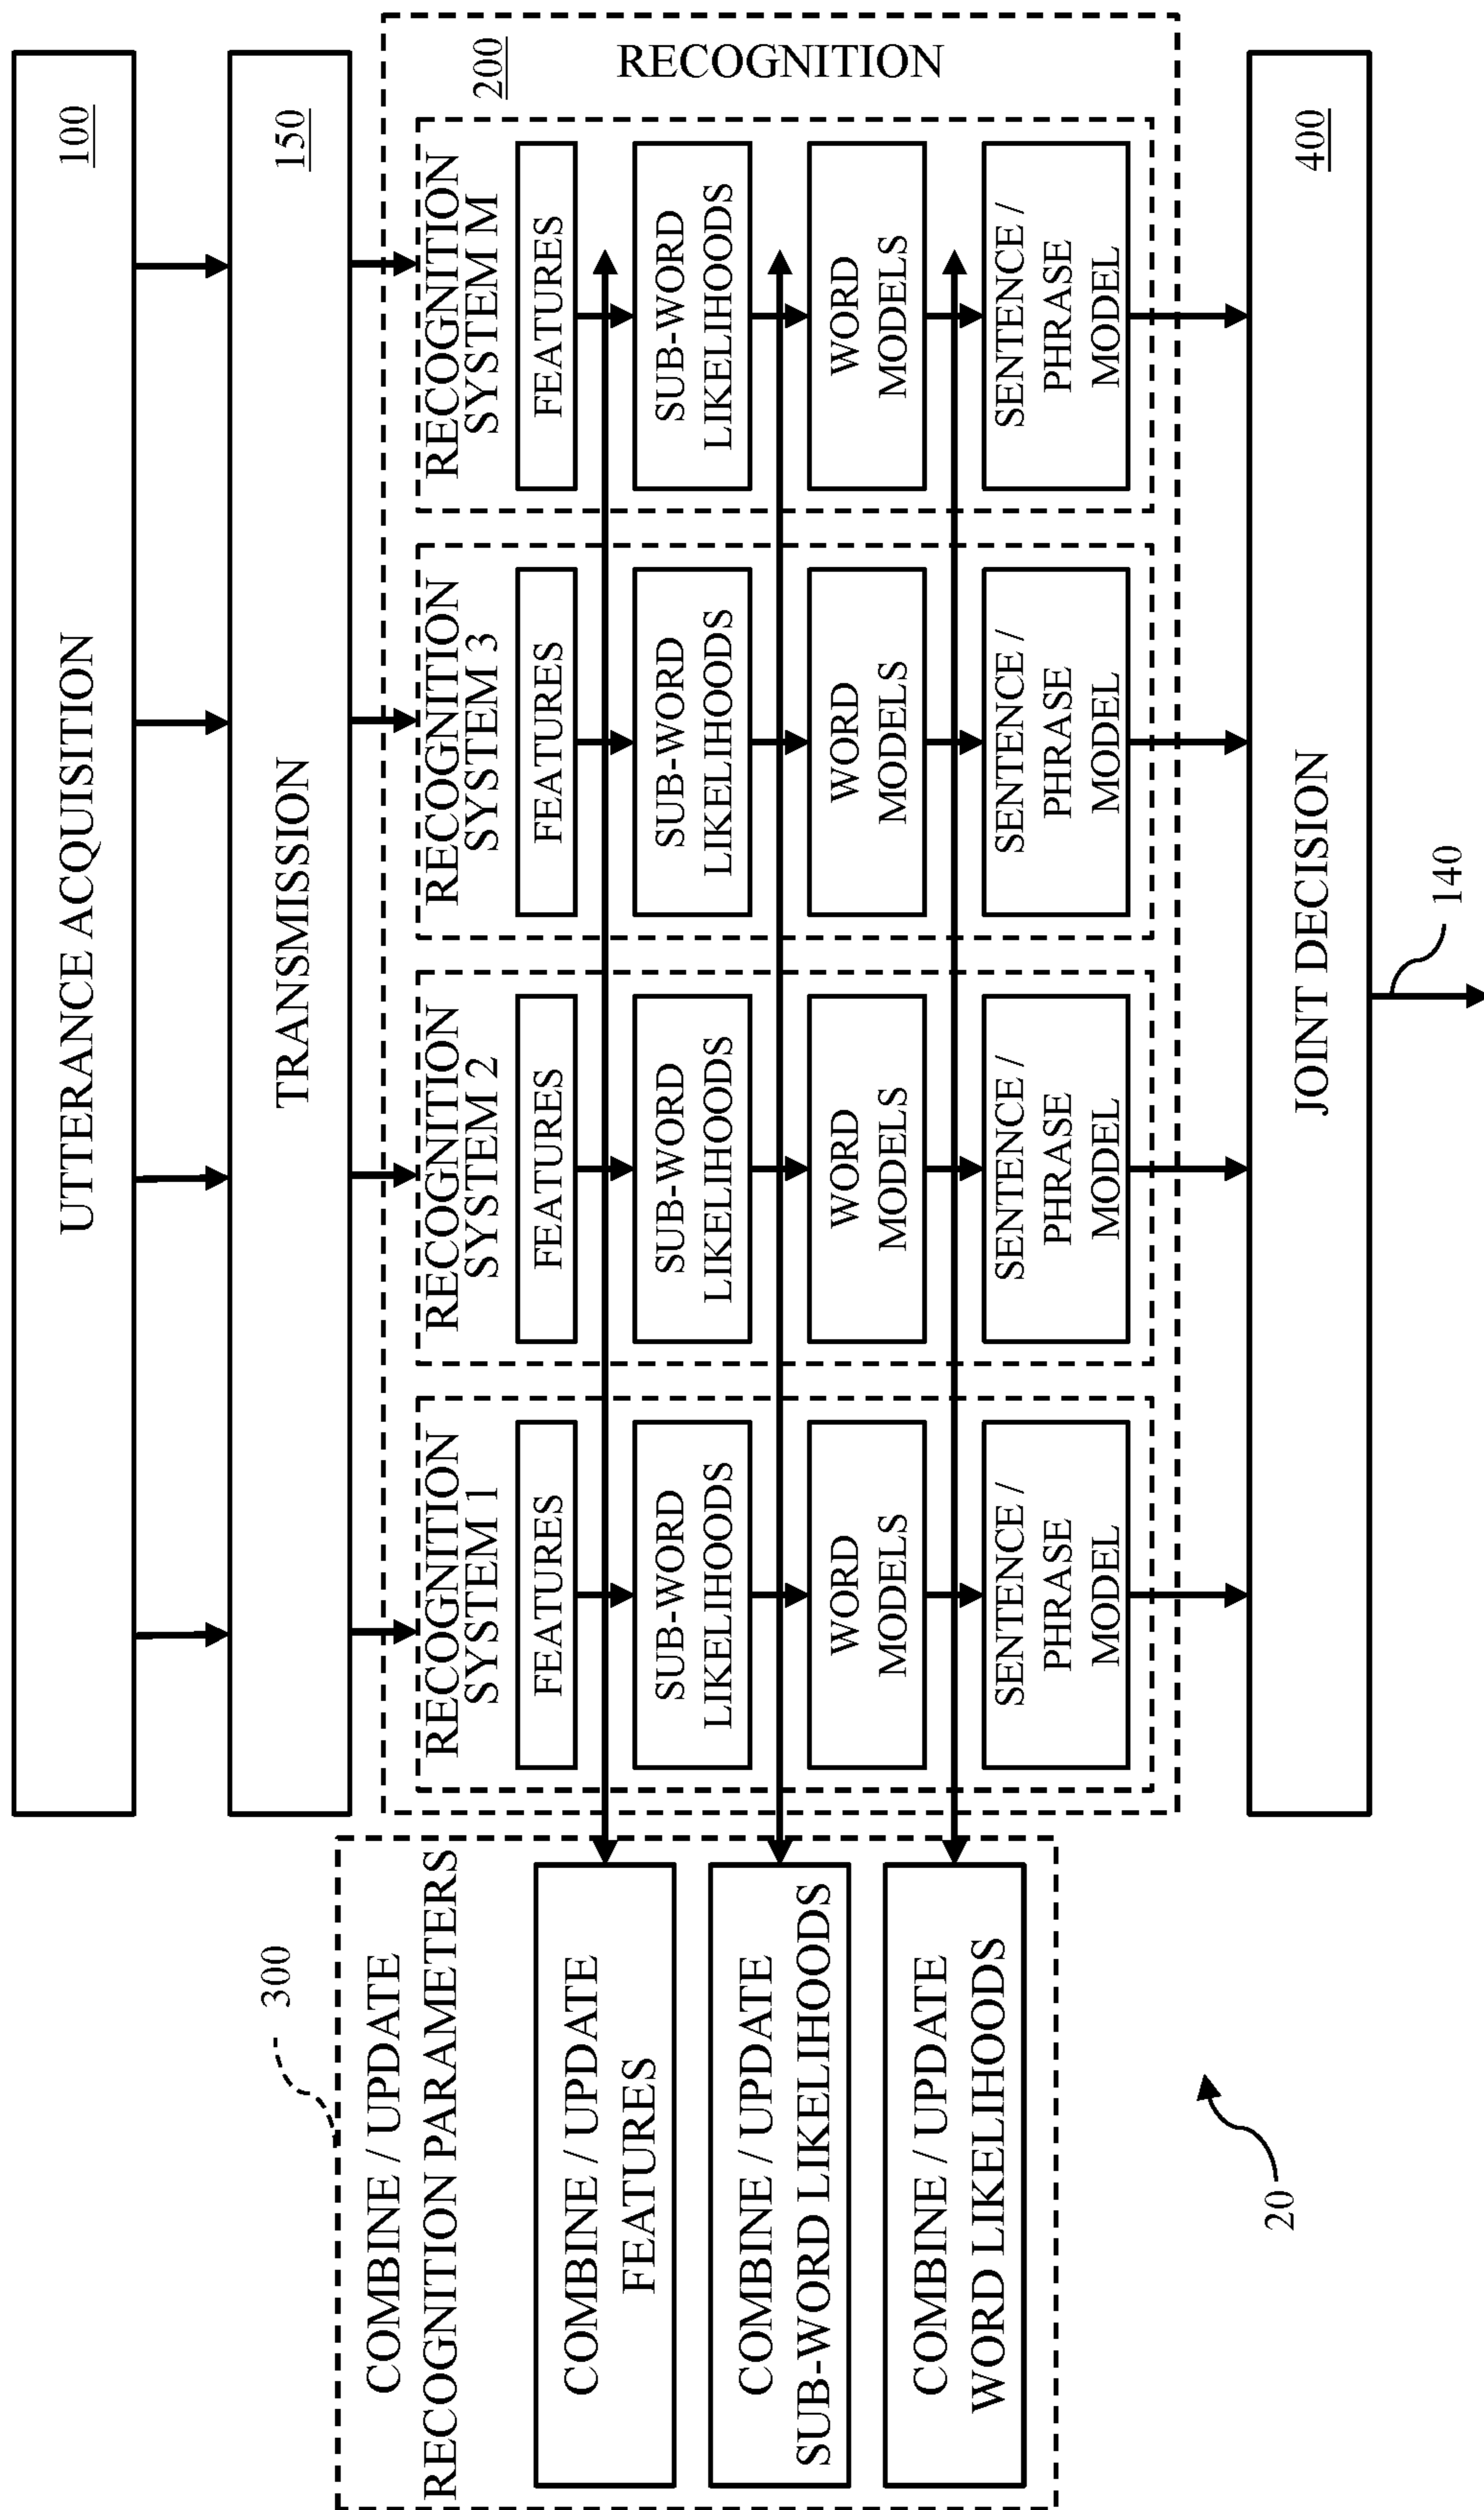 UTTERANCE ACQUISITION
100
TRANSMISSION
150
200
RECOGNITION
COMBINE / UPDATE
RECOGNITION PARAMETERS
300
COMBINE / UPDATE
FEATURES
COMBINE / UPDATE
SUB-WORD LIKELIHOODS
COMBINE / UPDATE
WORD LIKELIHOODS
RECOGNITION
SYSTEM 1
FEATURES
SUB-WORD
LIKELIHOODS
WORD
MODELS
SENTENCE /
PHRASE
MODEL
RECOGNITION
SYSTEM 2
FEATURES
SUB-WORD
LIKELIHOODS
WORD
MODELS
SENTENCE /
PHRASE
MODEL
RECOGNITION
SYSTEM 3
FEATURES
SUB-WORD
LIKELIHOODS
WORD
MODELS
SENTENCE /
PHRASE
MODEL
RECOGNITION
SYSTEM M
FEATURES
SUB-WORD
LIKELIHOODS
WORD
MODELS
SENTENCE /
PHRASE
MODEL
JOINT DECISION
400
140
20